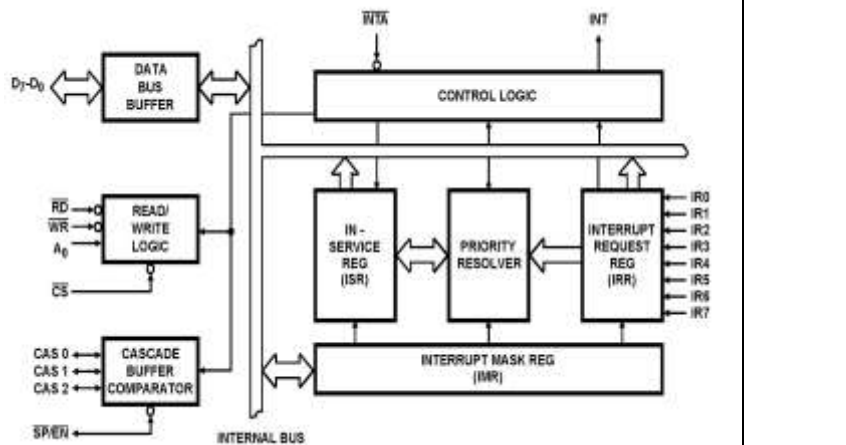 INTA
INT
DATA
BUS
BUFFER
D7-D0
CONTROL LOGIC
RD
WR
A0
CS
READ/
WRITE
LOGIC
IN -
SERVICE
REG
(ISR)
PRIORITY
RESOLVER
INTERRUPT
REQUEST
REG
(IRR)
IR0
IR1
IR2
IR3
IR4
IR5
IR6
IR7
CAS 0
CAS 1
CAS 2
CASCADE
BUFFER
COMPARATOR
SP/EN
INTERRUPT MASK REG
(IMR)
INTERNAL BUS